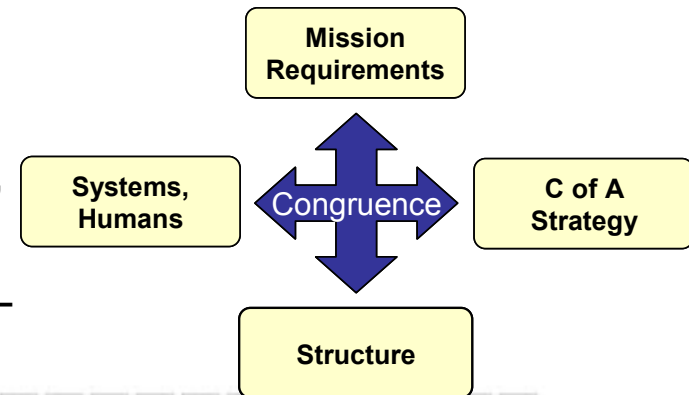 Mission
Requirements
Systems,
Humans
Congruence
C of A
Strategy
Structure